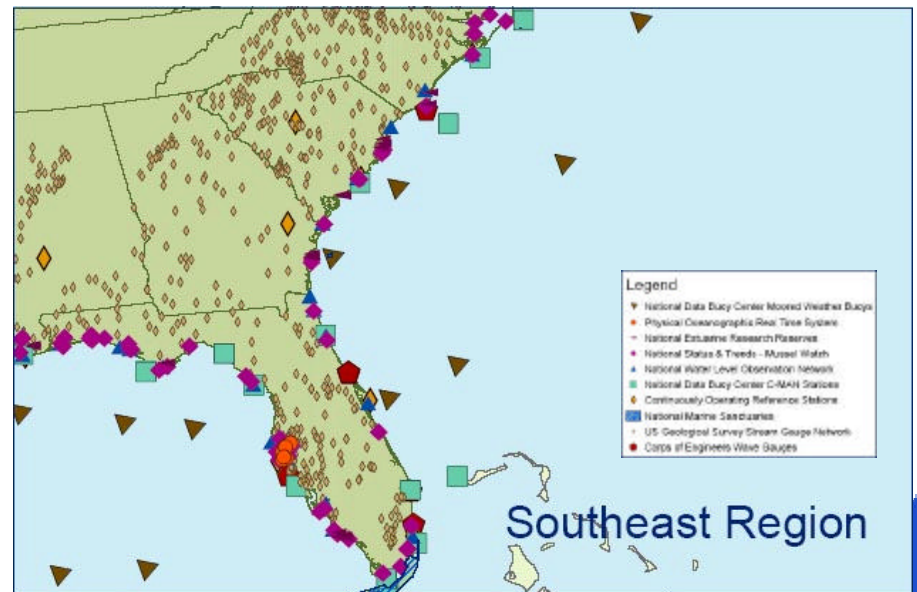 Legend
National Data Buoy Center Moored Weather Buoys
Physical Oceanographic Real Time System
National Estuarine Research Reserves
National Status & Trends - Mussel Watch
National Water Level Observation Network
National Data Buoy Center C-MAN Stations
Continuously Operating Reference Stations
National Marine Sanctuaries
US Geological Survey Stream Gauge Network
Corps of Engineers Wave Gauges
Southeast Region